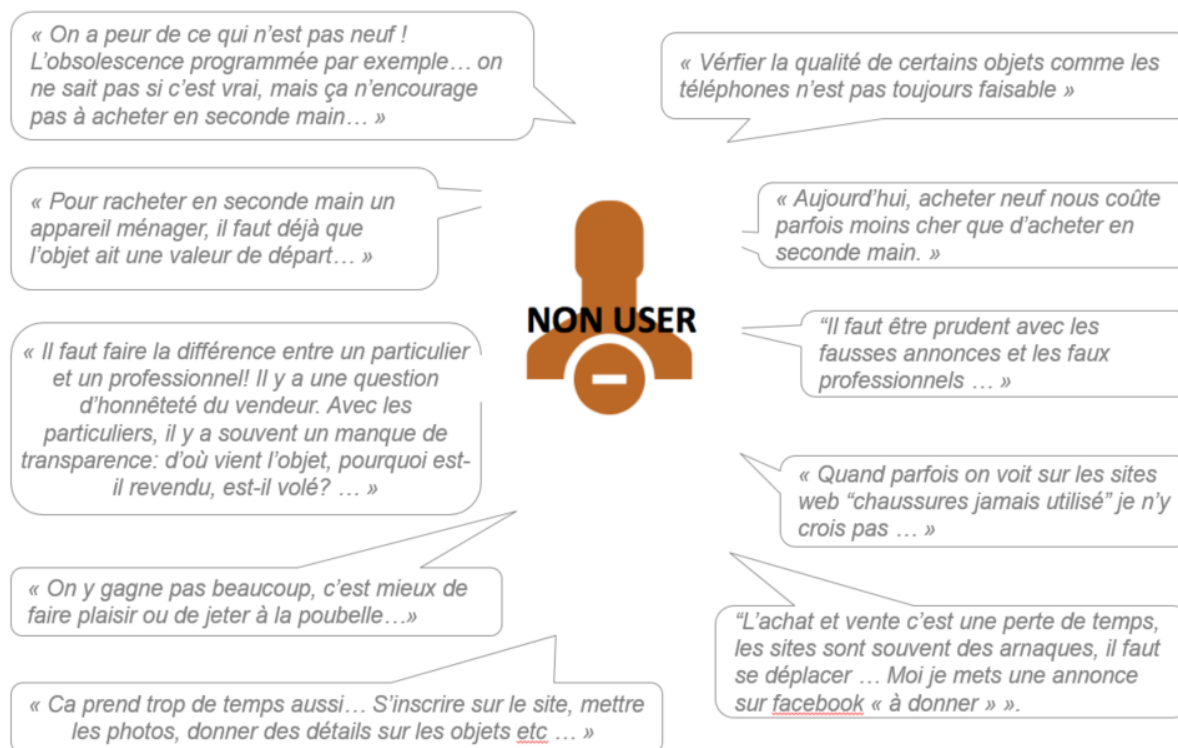 « On a peur de ce qui n’est pas neuf !
L’obsolescence programmée par exemple… on
ne sait pas si c’est vrai, mais ça n’encourage
pas à acheter en seconde main… »
« Vérfier la qualité de certains objets comme les
téléphones n’est pas toujours faisable »
« Pour racheter en seconde main un
appareil ménager, il faut déjà que
l’objet ait une valeur de départ… »
« Aujourd’hui, acheter neuf nous coûte
parfois moins cher que d’acheter en
seconde main. »
NON USER
“Il faut être prudent avec les
fausses annonces et les faux
professionnels … »
« Il faut faire la différence entre un particulier
et un professionnel! Il y a une question
d’honnêteté du vendeur. Avec les
particuliers, il y a souvent un manque de
transparence: d’où vient l’objet, pourquoi est-
il revendu, est-il volé? … »
« Quand parfois on voit sur les sites
web “chaussures jamais utilisé” je n’y
crois pas … »
« On y gagne pas beaucoup, c’est mieux de
faire plaisir ou de jeter à la poubelle…»
“L’achat et vente c’est une perte de temps,
les sites sont souvent des arnaques, il faut
se déplacer … Moi je mets une annonce
sur facebook « à donner » ».
« Ca prend trop de temps aussi… S’inscrire sur le site, mettre
les photos, donner des détails sur les objets etc … »